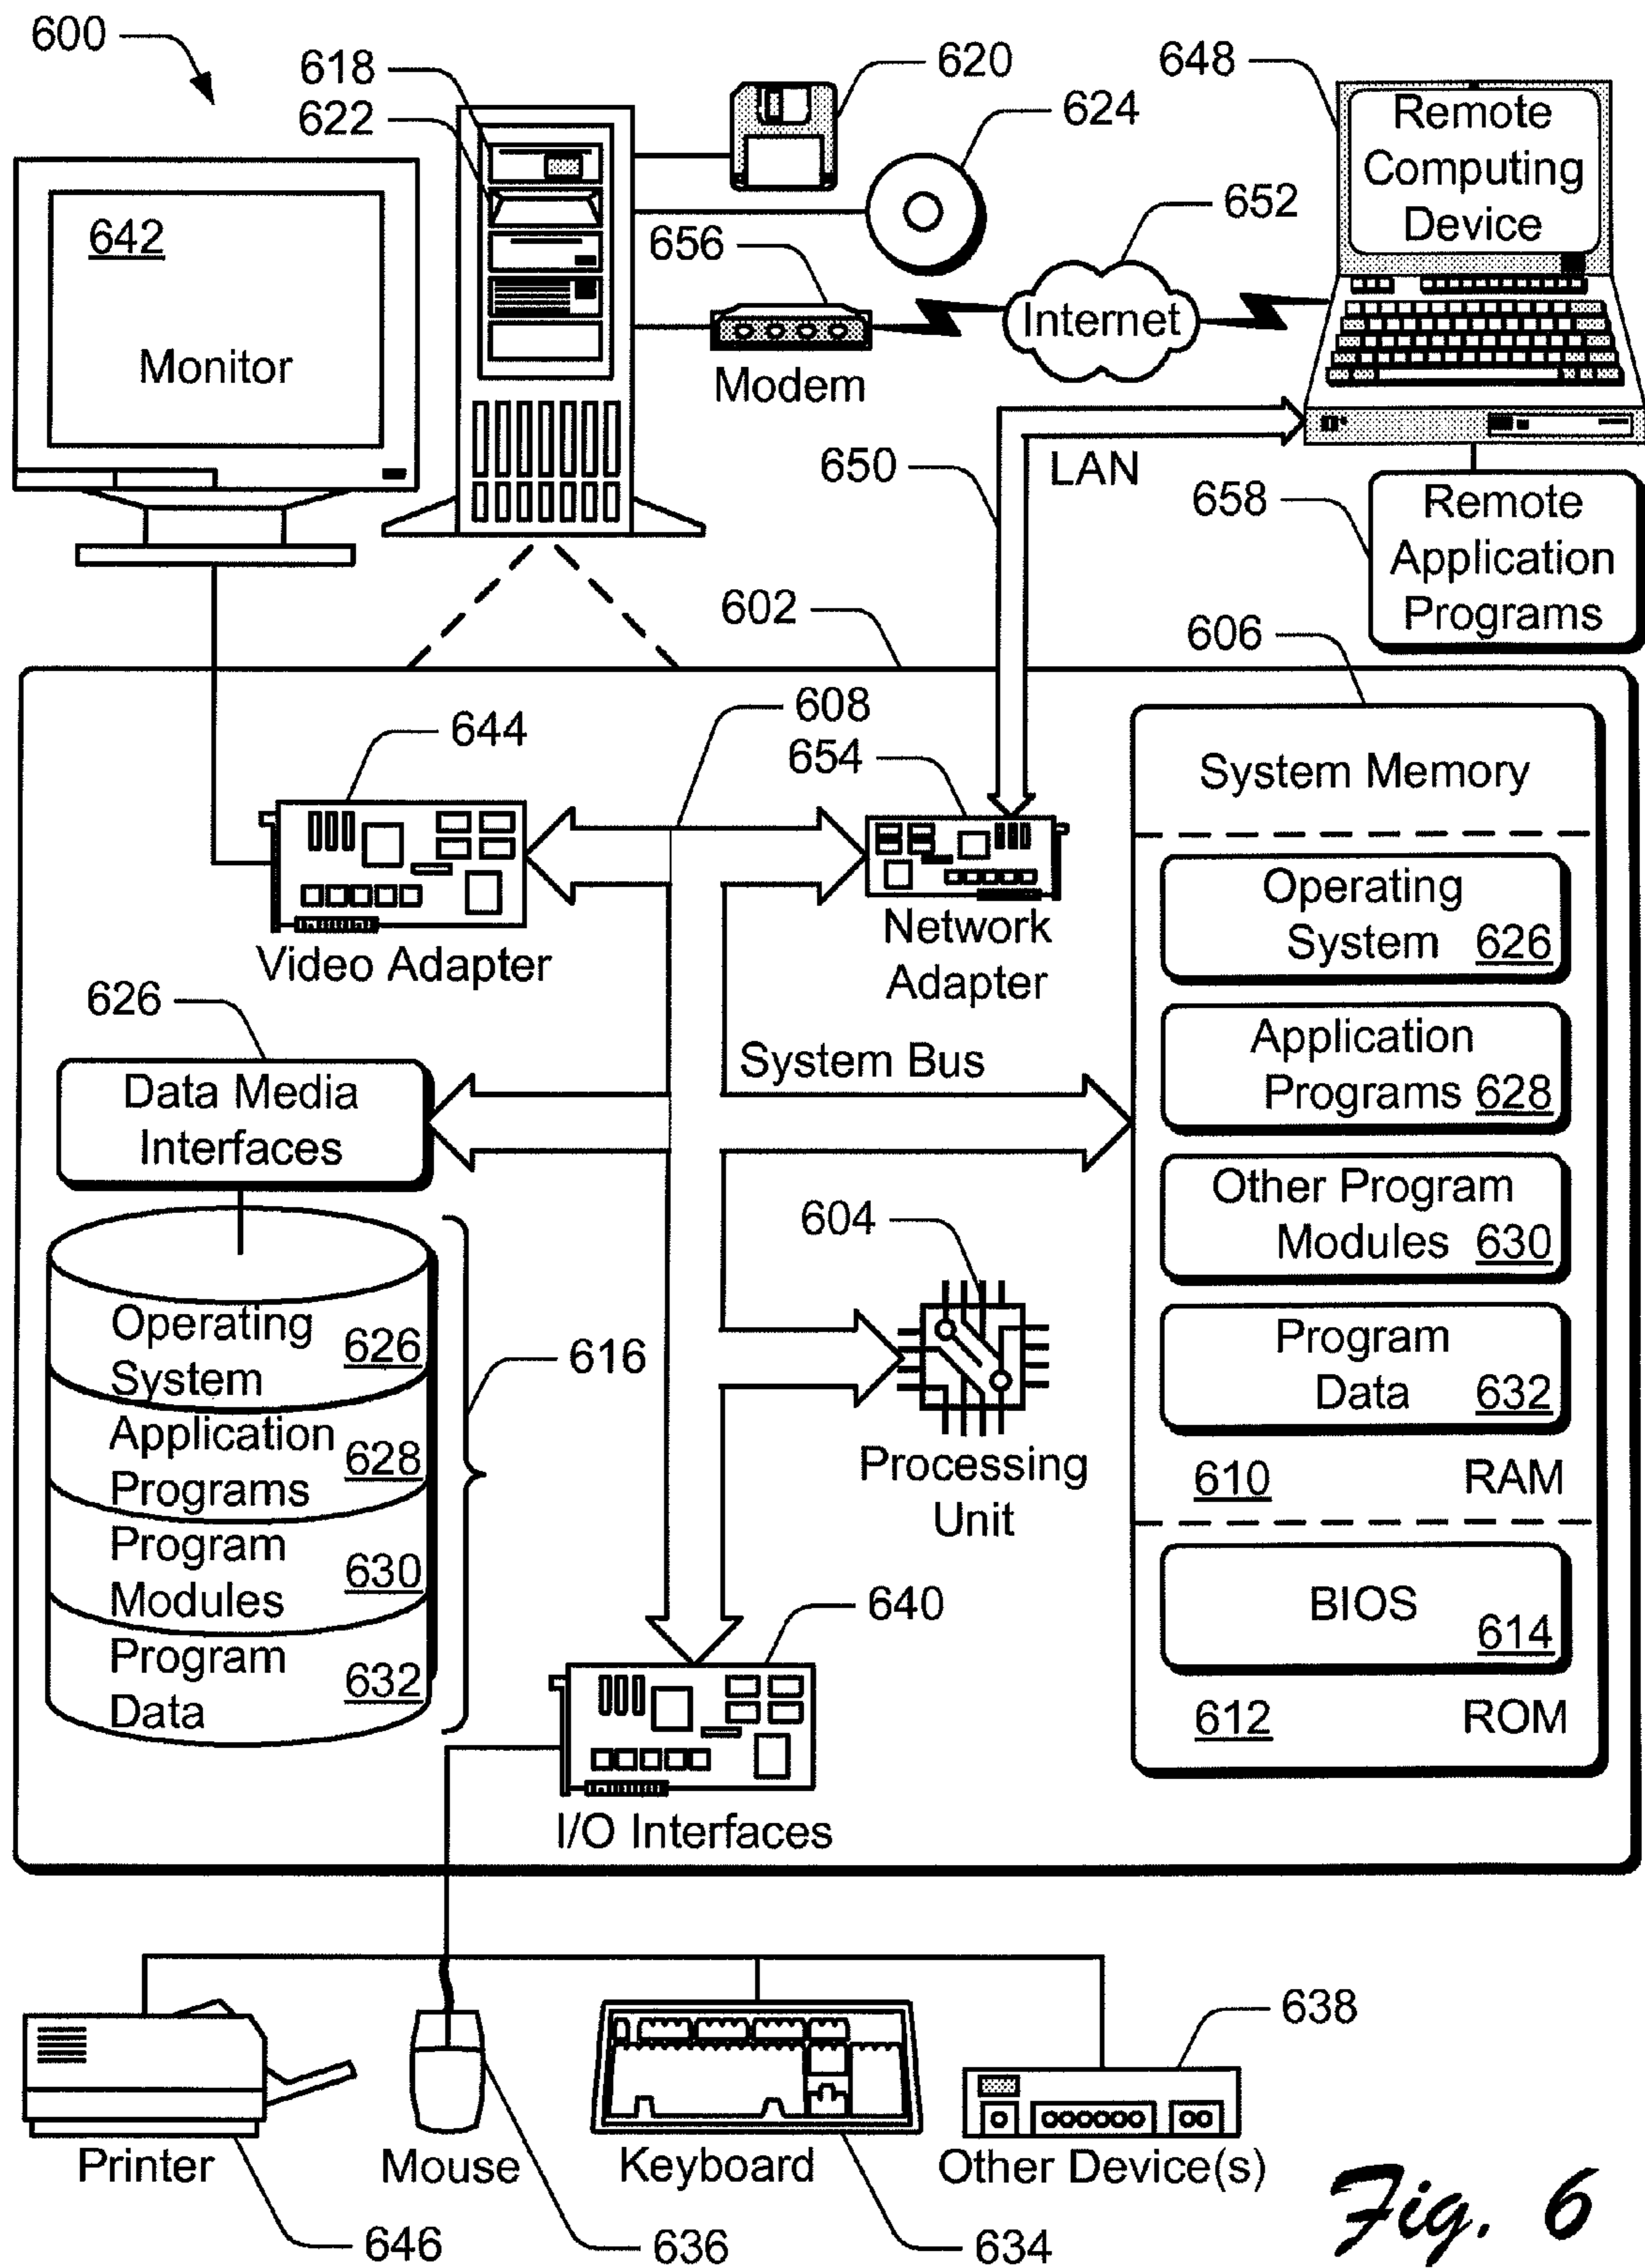 600
618
622
620
624
648
Remote
Computing
Device
642
Monitor
656
Modem
652
Internet
650
LAN
658
Remote
Application
Programs
602
606
608
644
654
Video Adapter
Network
Adapter
System Memory
Operating
System 626
Application
Programs 628
Other Program
Modules 630
Program
Data 632
610 RAM
BIOS
614
612 ROM
626
Data Media
Interfaces
System Bus
604
Processing
Unit
Operating
System 626
Application
Programs 628
Program
Modules 630
Program
Data 632
616
640
I/O Interfaces
638
Printer
Mouse
Keyboard
Other Device(s)
646
636
634
Fig. 6